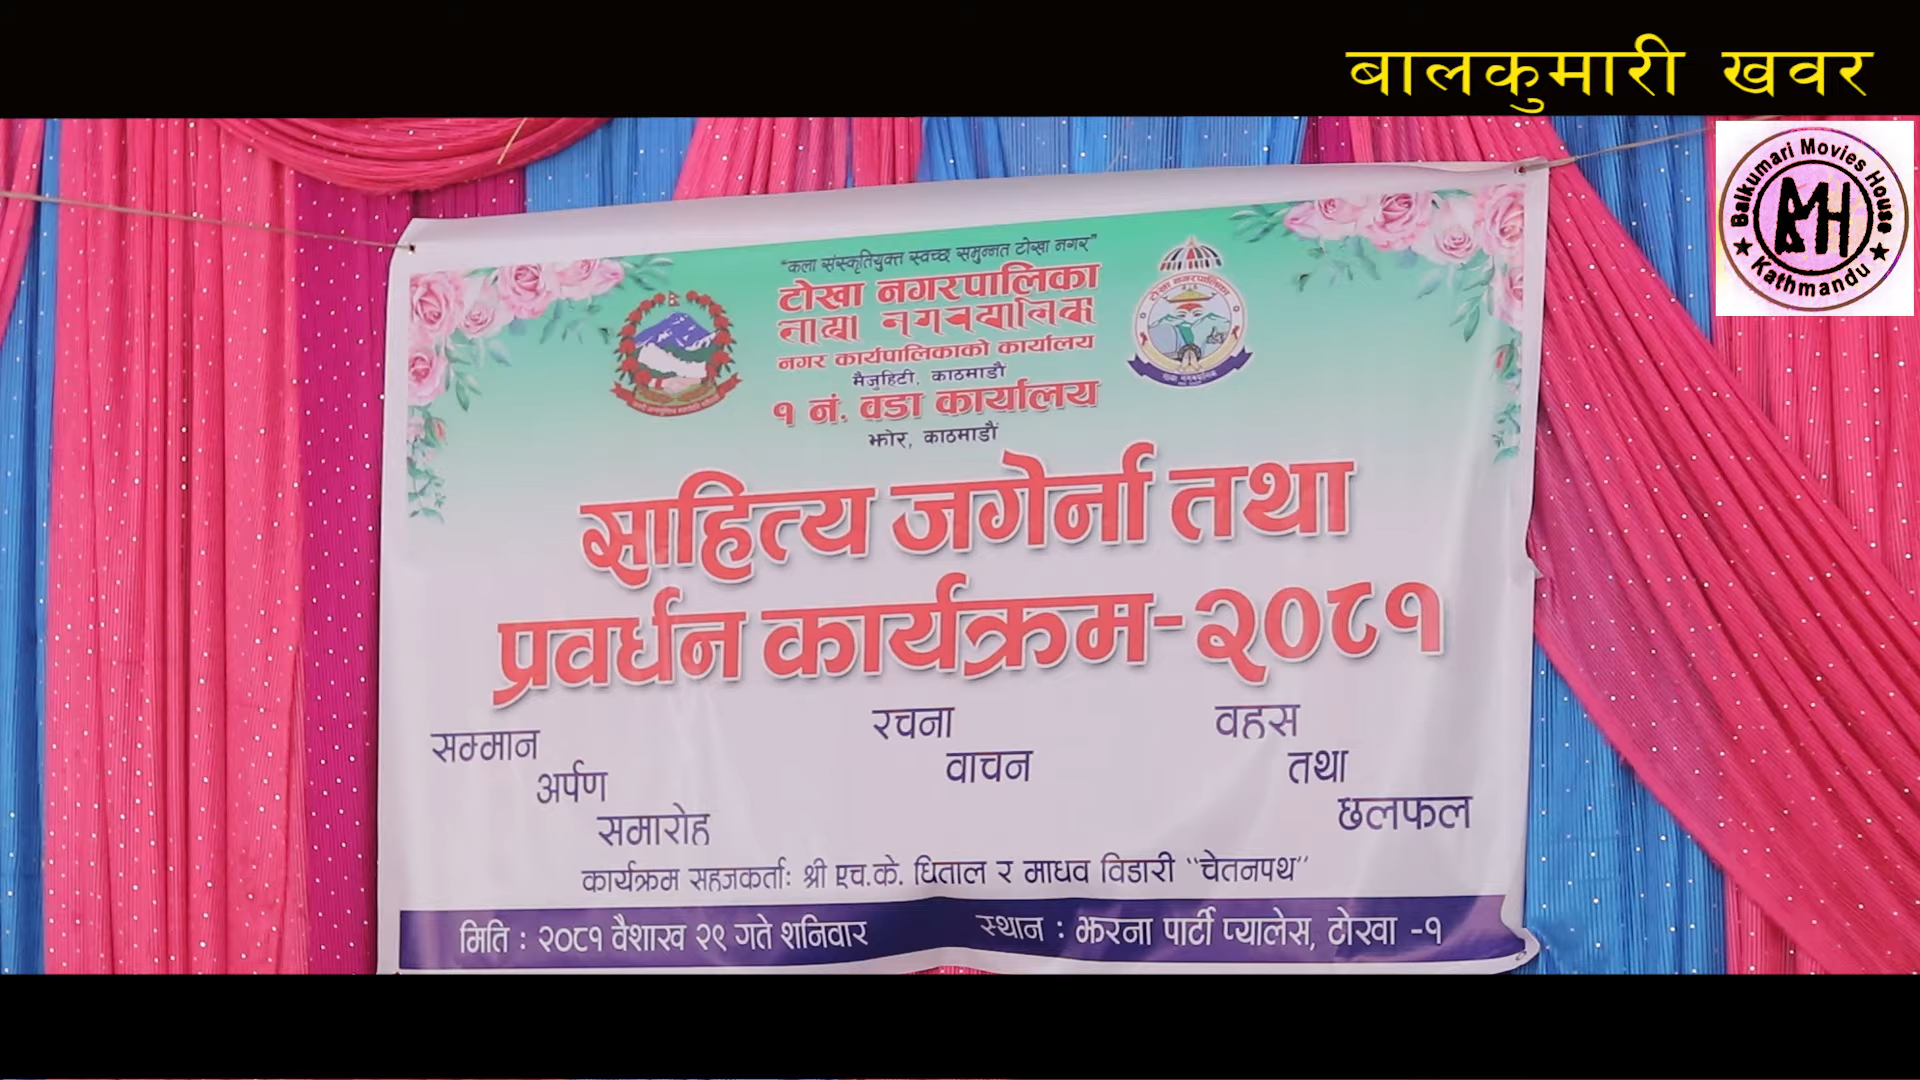 बालकुमारी खवर
Balkumari Movies House
BMH
Kathmandu
"कला संस्कृतियुक्त स्वच्छ समुन्नत टोखा नगर"
टोखा नगरपालिका
नगर कार्यपालिकाको कार्यालय
मैजुहिटी, काठमाडौं
१ नं. वडा कार्यालय
झोर, काठमाडौं
साहित्य जगेर्ना तथा
प्रवर्धन कार्यक्रम-२०८१
सम्मान
अर्पण
समारोह
रचना
वाचन
वहस
तथा
छलफल
कार्यक्रम सहजकर्ताः श्री एच.के. धिताल र माधव विडारी "चेतनपथ"
मिति : २०८१ वैशाख २९ गते शनिवार
स्थान : झरना पार्टी प्यालेस, टोखा -१